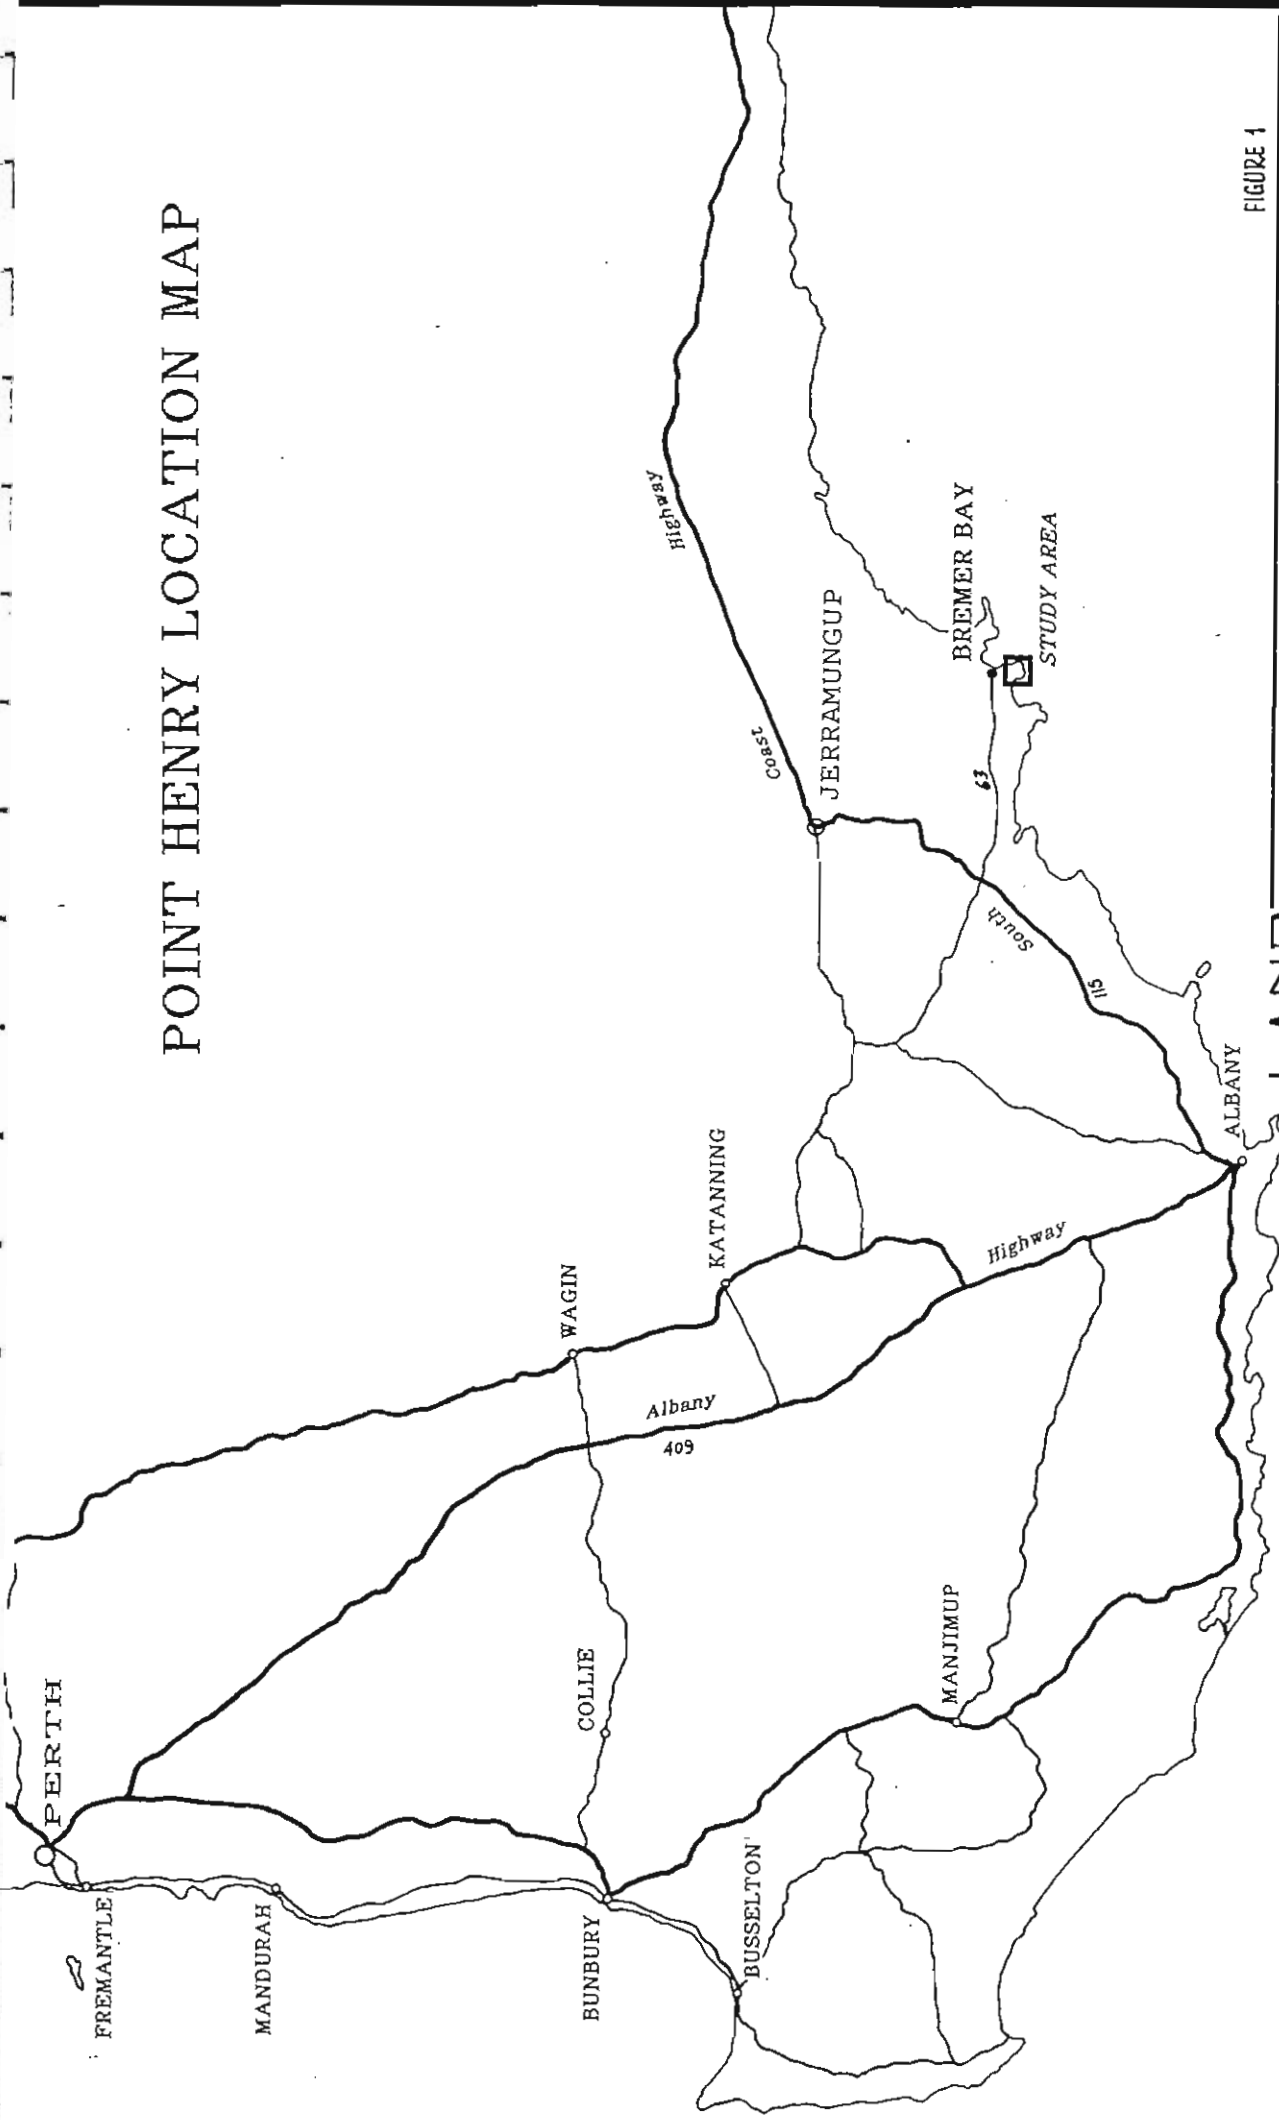 POINT HENRY LOCATION MAP
PERTH
FREMANTLE
MANDURAH
BUNBURY
BUSSELTON
COLLIE
WAGIN
KATANNING
MANJIMUP
Albany
409
Highway
ALBANY
115
South
JERRAMUNGUP
Coast
Highway
63
BREMER BAY
STUDY AREA
FIGURE 1